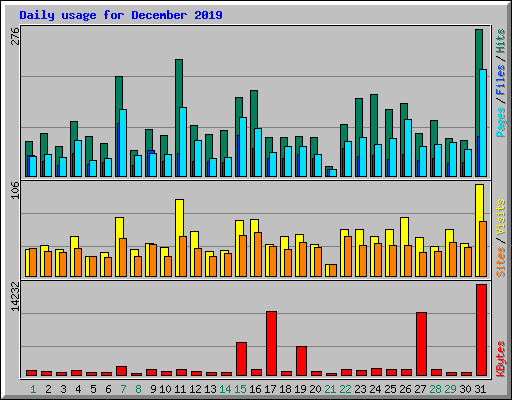 Daily usage for December 2019
276
Pages / Files / Hits
106
Sites / Visits
14232
KBytes
1 2 3 4 5 6 7 8 9 10 11 12 13 14 15 16 17 18 19 20 21 22 23 24 25 26 27 28 29 30 31